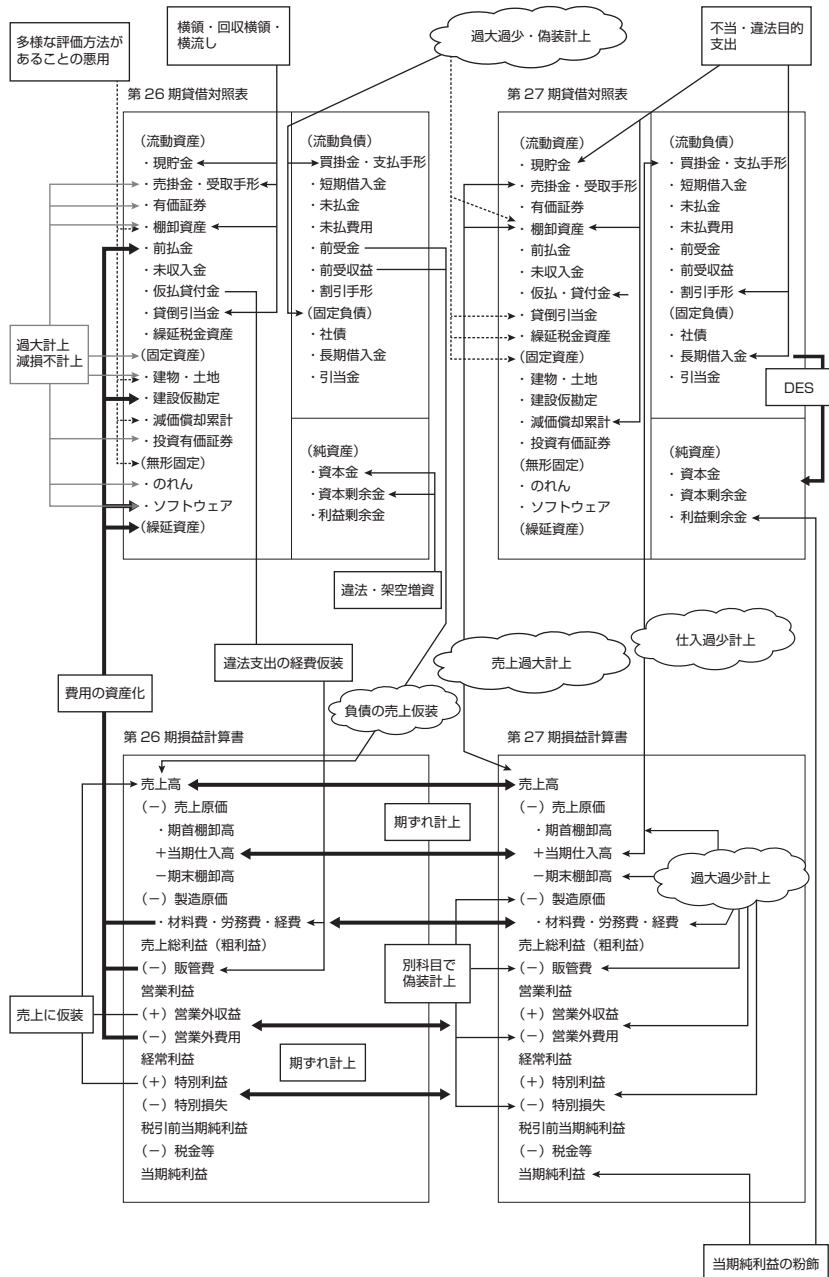 多様な評価方法が
あることの悪用
横領・回収横領・
横流し
過大過少・偽装計上
不当・違法目的
支出
第26期貸借対照表
(流動資産)
・現貯金
・売掛金・受取手形
・有価証券
・棚卸資産
・前払金
・未収入金
・仮払貸付金
・貸倒引当金
・繰延税金資産
(固定資産)
・建物・土地
・建設仮勘定
・減価償却累計
・投資有価証券
(無形固定)
・のれん
・ソフトウェア
(繰延資産)
(流動負債)
・買掛金・支払手形
・短期借入金
・未払金
・未払費用
・前受金
・前受収益
・割引手形
(固定負債)
・社債
・長期借入金
・引当金
(純資産)
・資本金
・資本剰余金
・利益剰余金
第27期貸借対照表
(流動資産)
・現貯金
・売掛金・受取手形
・有価証券
・棚卸資産
・前払金
・未収入金
・仮払・貸付金
・貸倒引当金
・繰延税金資産
(固定資産)
・建物・土地
・建設仮勘定
・減価償却累計
・投資有価証券
(無形固定)
・のれん
・ソフトウェア
(繰延資産)
(流動負債)
・買掛金・支払手形
・短期借入金
・未払金
・未払費用
・前受金
・前受収益
・割引手形
(固定負債)
・社債
・長期借入金
・引当金
(純資産)
・資本金
・資本剰余金
・利益剰余金
過大計上
減損不計上
DES
違法・架空増資
違法支出の経費仮装
売上過大計上
仕入過少計上
費用の資産化
負債の売上仮装
第26期損益計算書
売上高
(−)売上原価
・期首棚卸高
+当期仕入高
−期末棚卸高
(−)製造原価
・材料費・労務費・経費
売上総利益(粗利益)
(−)販管費
営業利益
(+)営業外収益
(−)営業外費用
経常利益
(+)特別利益
(−)特別損失
税引前当期純利益
(−)税金等
当期純利益
第27期損益計算書
売上高
(−)売上原価
・期首棚卸高
+当期仕入高
−期末棚卸高
(−)製造原価
・材料費・労務費・経費
売上総利益(粗利益)
(−)販管費
営業利益
(+)営業外収益
(−)営業外費用
経常利益
(+)特別利益
(−)特別損失
税引前当期純利益
(−)税金等
当期純利益
期ずれ計上
過大過少計上
別科目で
偽装計上
売上に仮装
期ずれ計上
当期純利益の粉飾